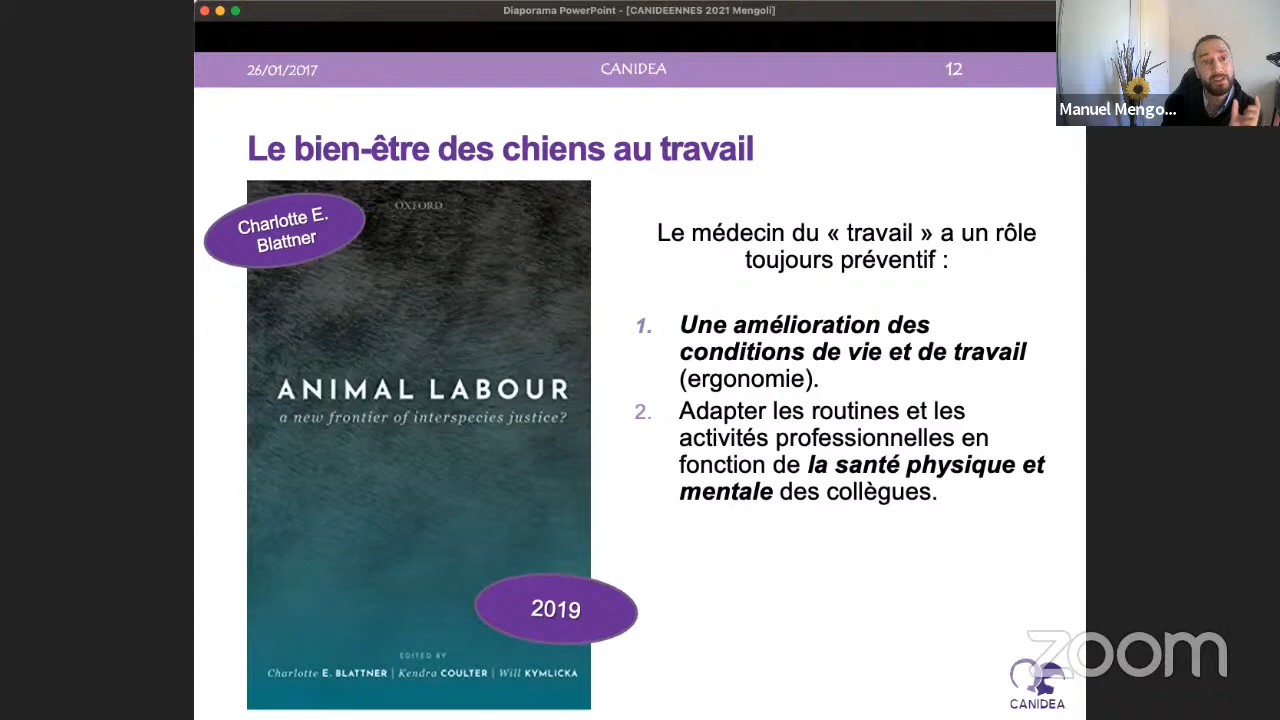 Diaporama PowerPoint - [CANIDEENNES 2021 Mengoli]
26/01/2017
CANIDEA
12
Manuel Mengo...
Le bien-être des chiens au travail
Charlotte E.
Blattner
OXFORD
ANIMAL LABOUR
a new frontier of interspecies justice?
2019
EDITED BY
Charlotte E. BLATTNER | Kendra COULTER | Will KYMLICKA
Le médecin du « travail » a un rôle
toujours préventif :
1. Une amélioration des
conditions de vie et de travail
(ergonomie).
2. Adapter les routines et les
activités professionnelles en
fonction de la santé physique et
mentale des collègues.
zoom
CANIDEA